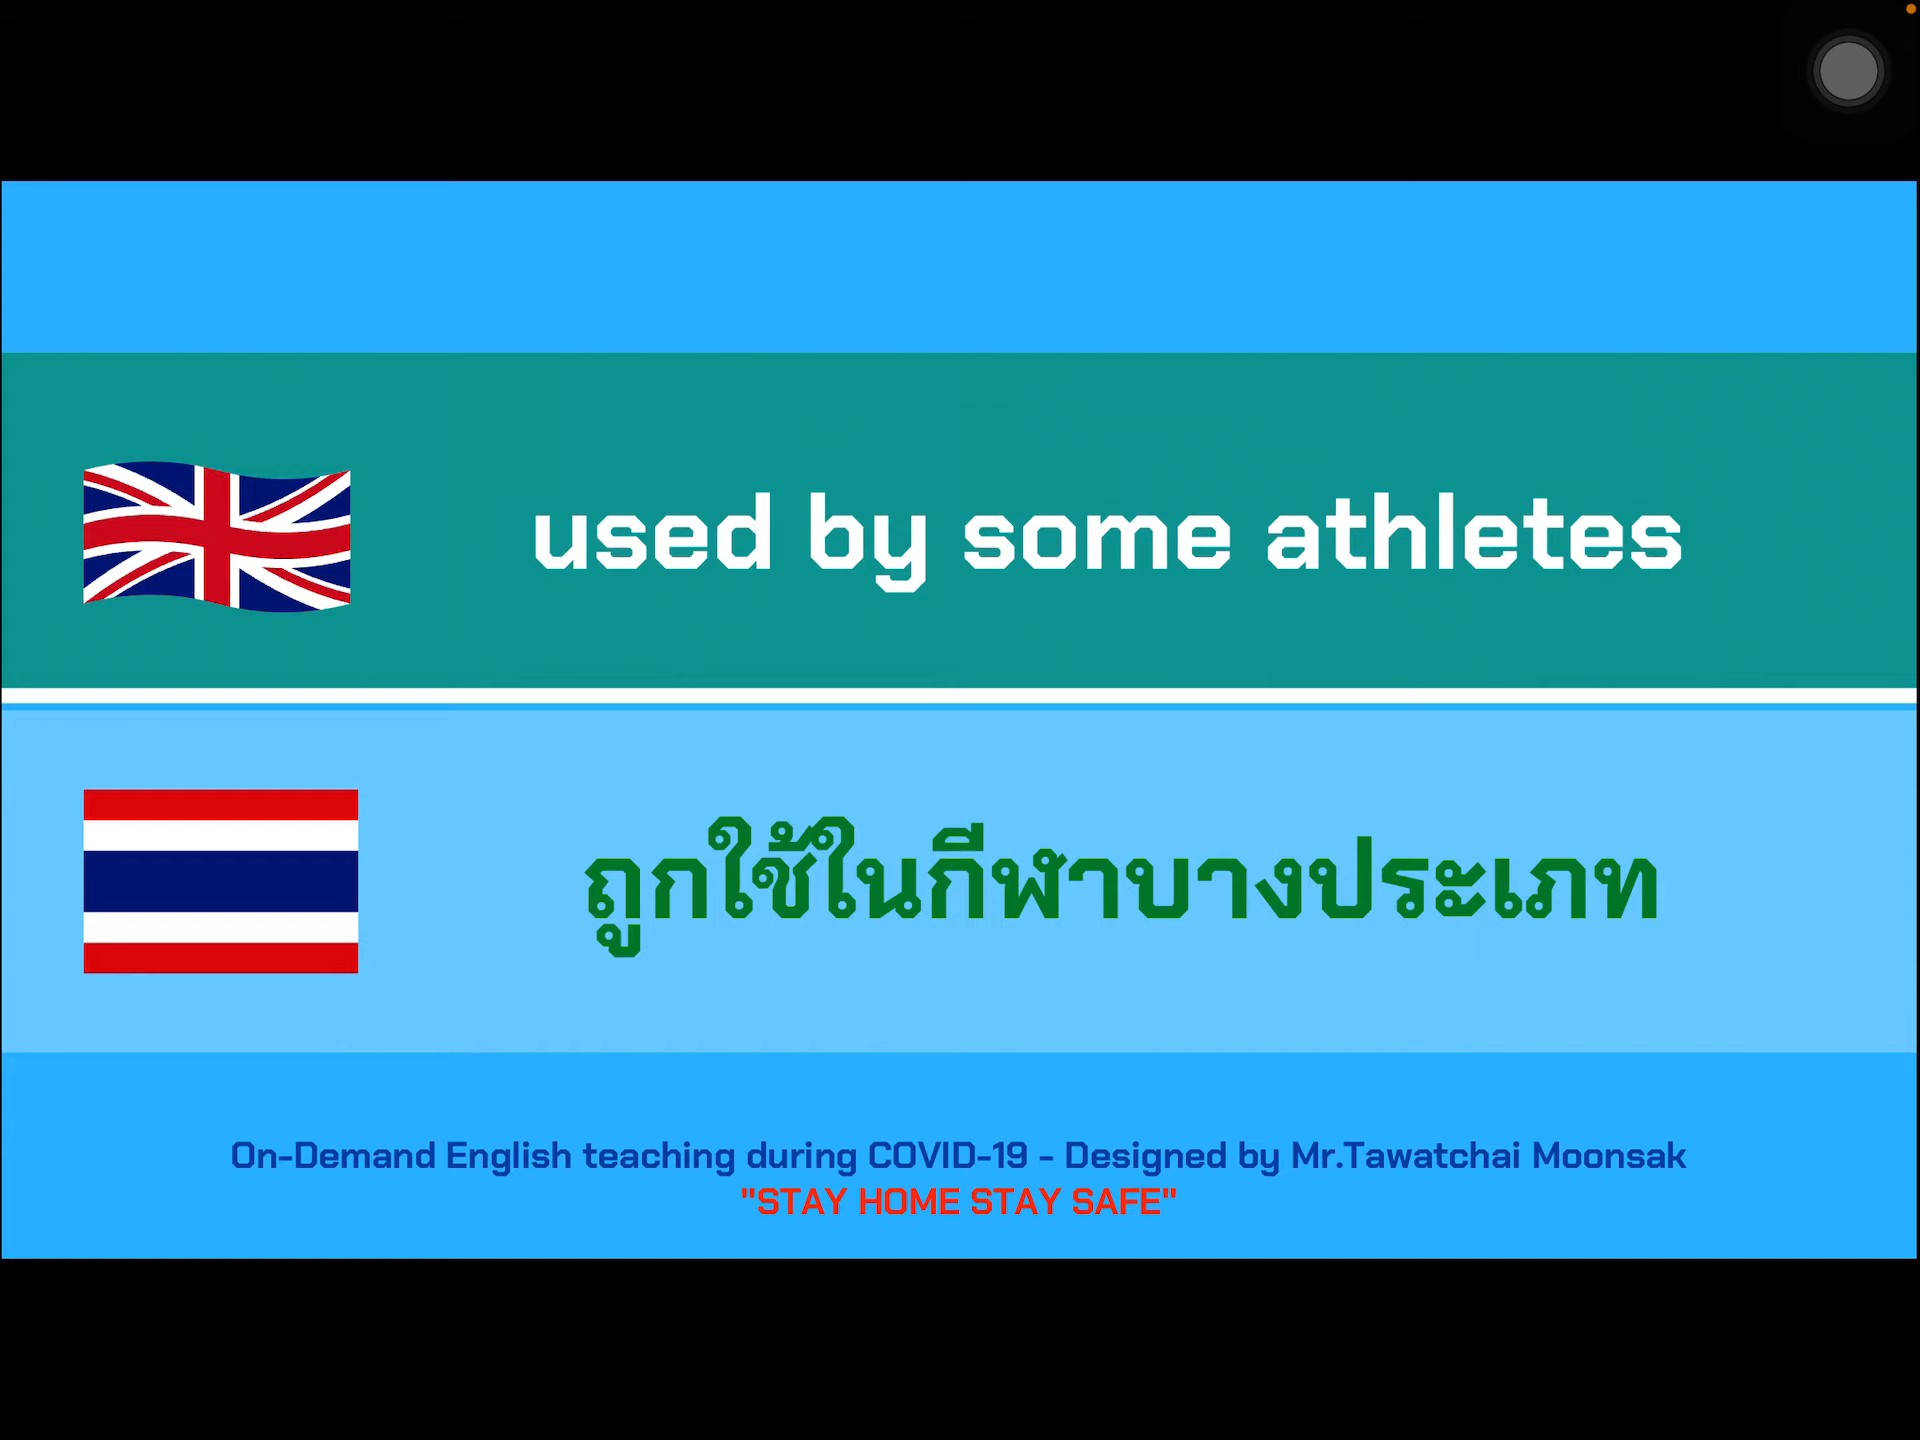 used by some athletes
ถูกใช้ในกีฬาบางประเภท
On-Demand English teaching during COVID-19 - Designed by Mr.Tawatchai Moonsak
"STAY HOME STAY SAFE"